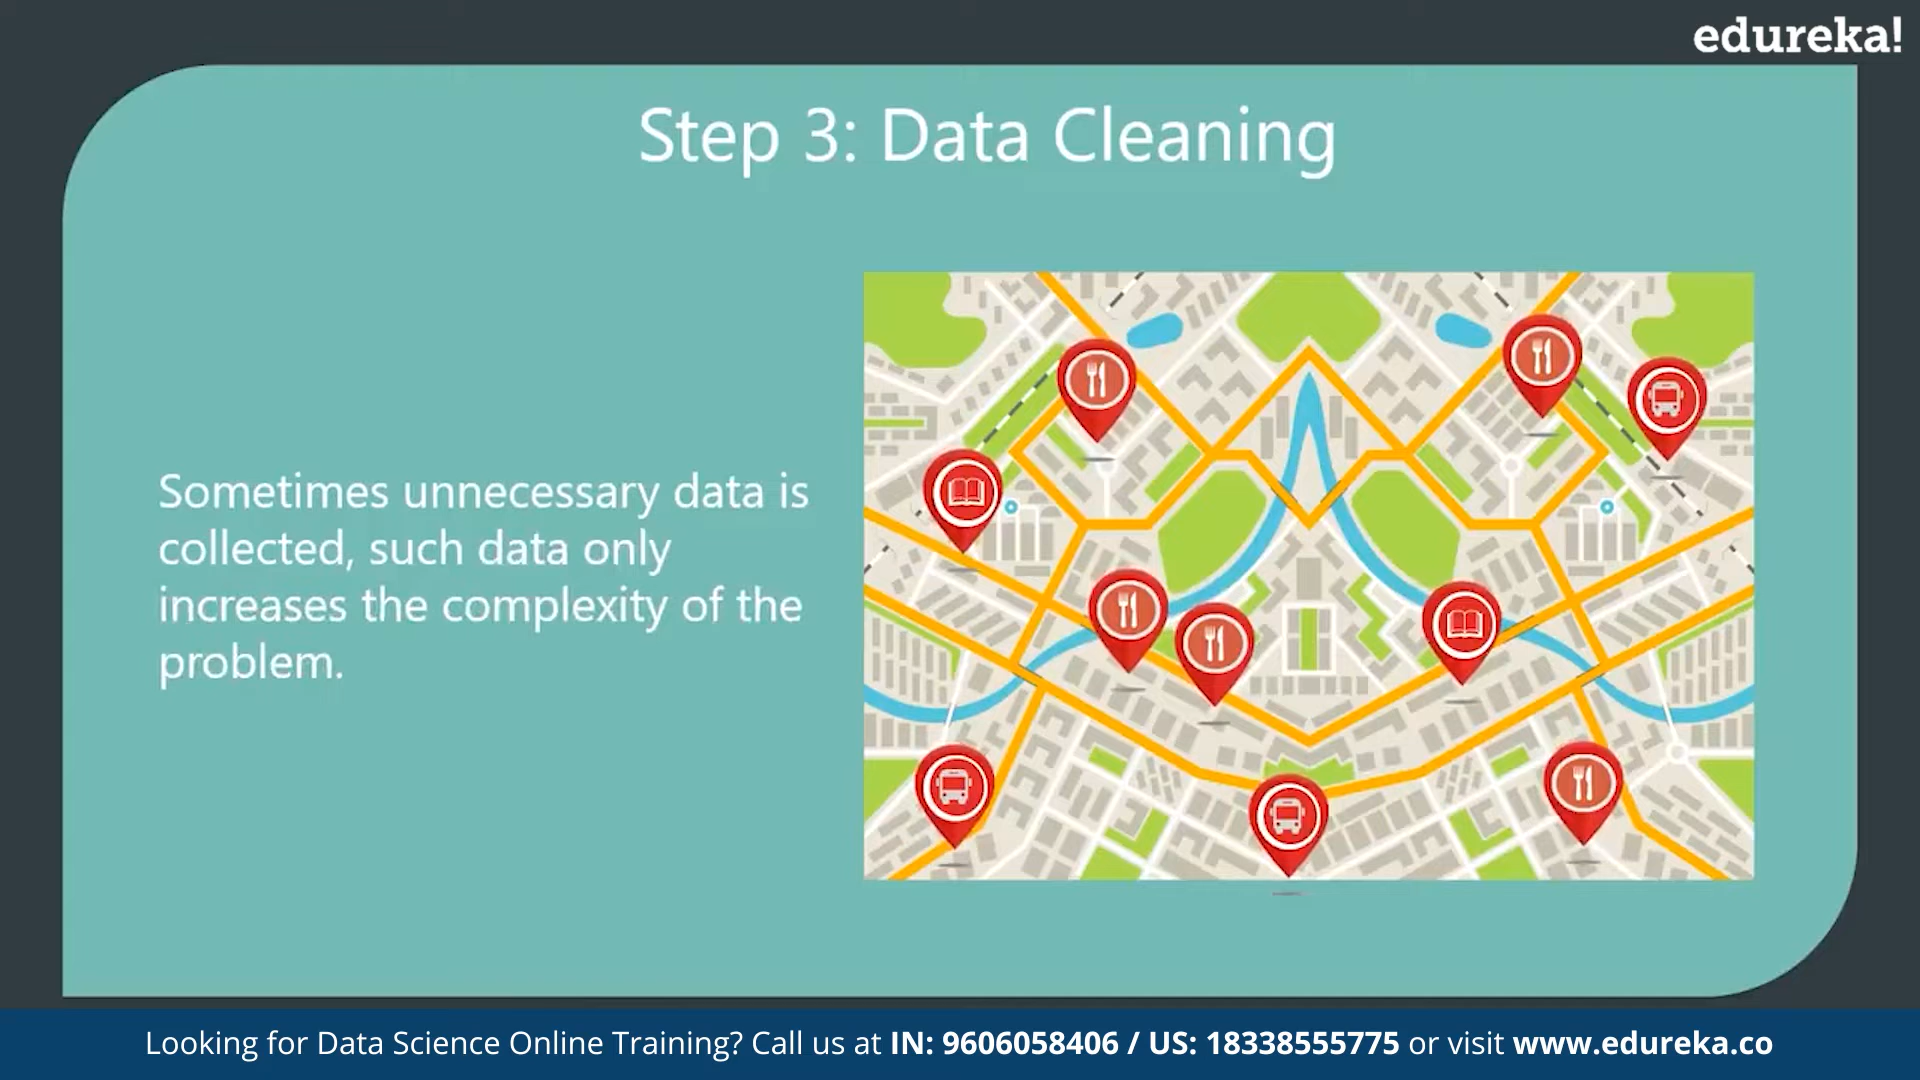 edureka!
Step 3: Data Cleaning
Sometimes unnecessary data is
collected, such data only
increases the complexity of the
problem.
Looking for Data Science Online Training? Call us at IN: 9606058406 / US: 18338555775 or visit www.edureka.co